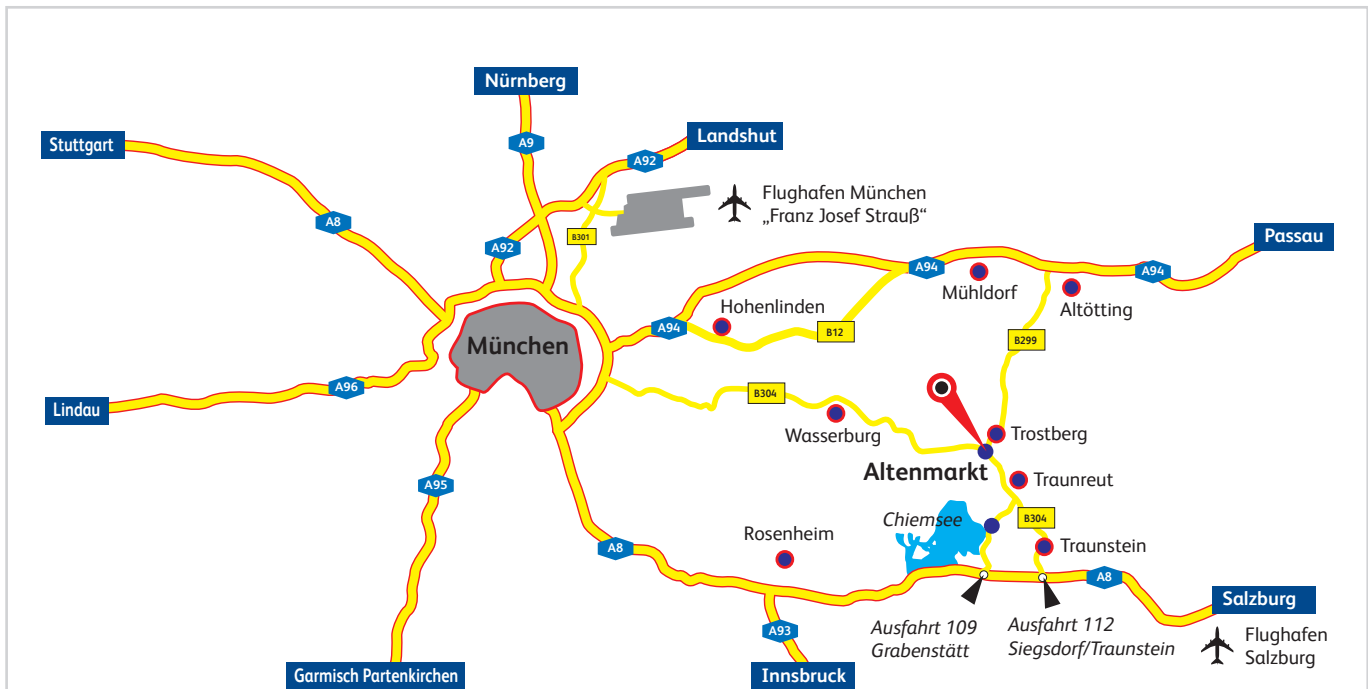 Nürnberg
Stuttgart
A9
Landshut
A92
Flughafen München
„Franz Josef Strauß“
A8
B301
A92
Passau
A94
A94
Mühldorf
Altötting
Hohenlinden
A94
B12
B299
München
A96
B304
Lindau
Wasserburg
Trostberg
Altenmarkt
Traunreut
A95
Chiemsee
B304
Rosenheim
A8
Traunstein
A8
Salzburg
A93
Ausfahrt 109
Grabenstätt
Ausfahrt 112
Siegsdorf/Traunstein
Flughafen
Salzburg
Garmisch Partenkirchen
Innsbruck